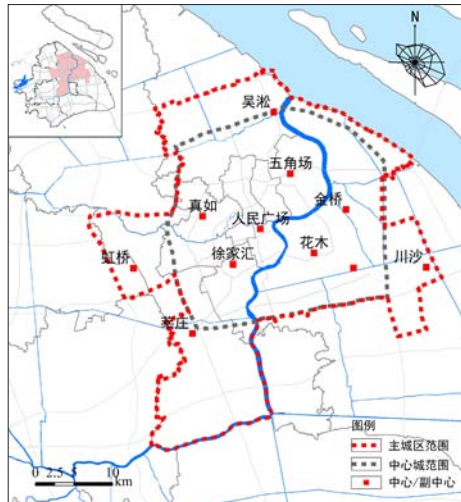 N
吴淞
五角场
真如
金桥
人民广场
虹桥
徐家汇
花木
川沙
莘庄
图例
主城区范围
中心城范围
中心/副中心
0 2.5 5 10
km